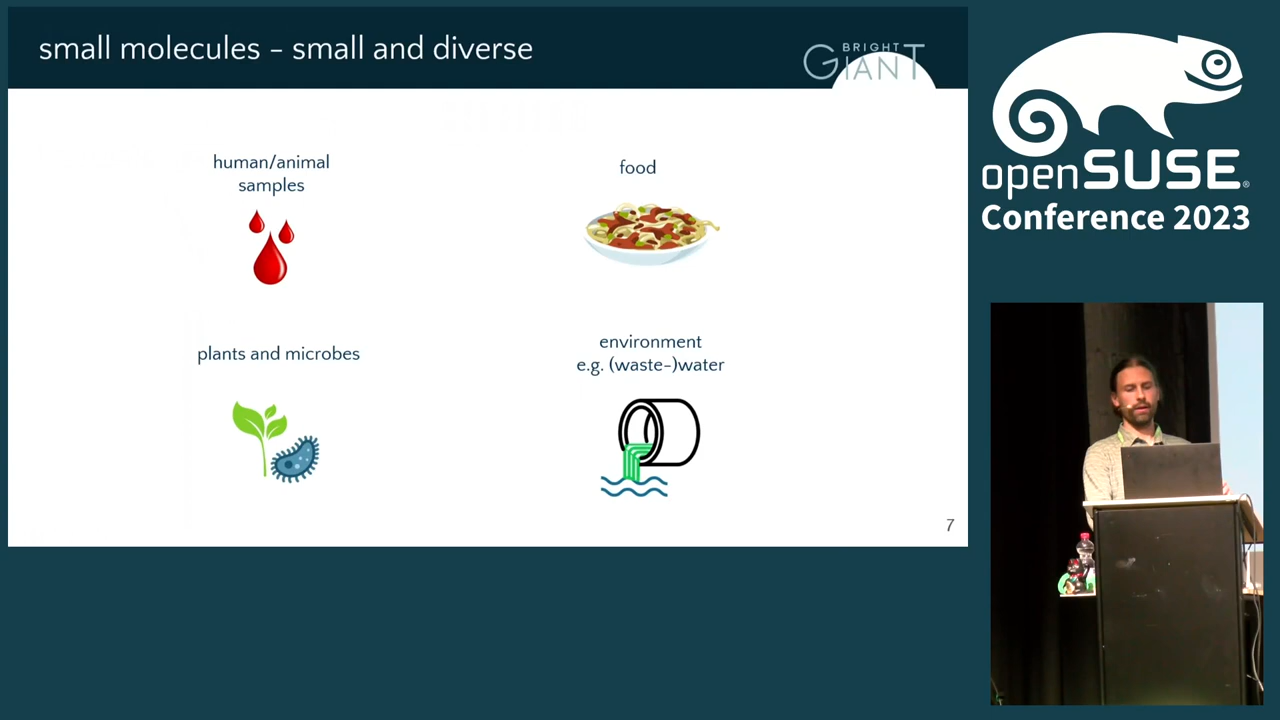 small molecules - small and diverse
BRIGHT
GIANT
human/animal
samples
food
plants and microbes
environment
e.g. (waste-)water
7
openSUSE®
Conference 2023